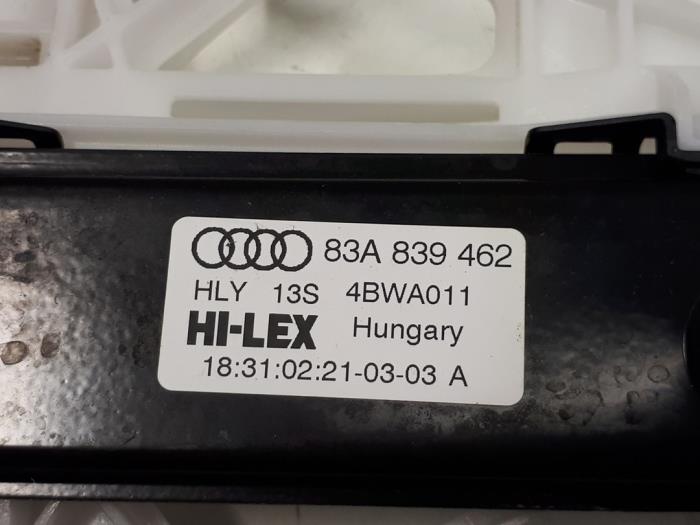 83A 839 462
HLY 13S 4BWA011
HI-LEX Hungary
18:31:02:21-03-03 A